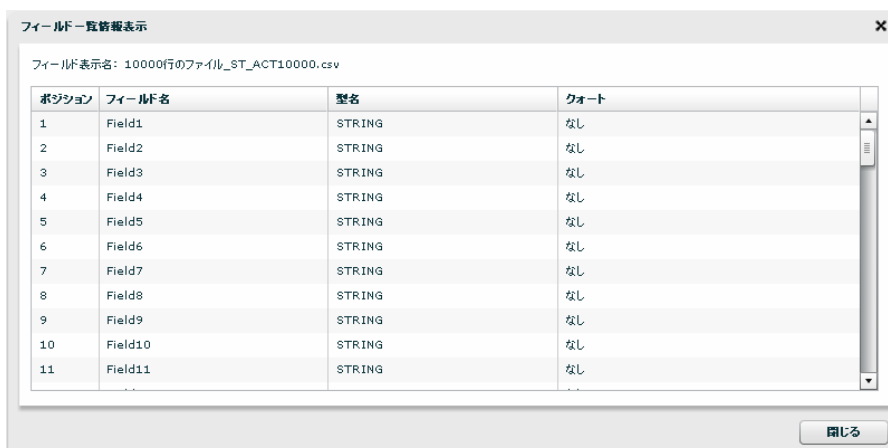 フィールド一覧情報表示
フィールド表示名: 10000行のファイル_ST_ACT10000.csv
ポジション フィールド名 型名 クォート
1 Field1 STRING なし
2 Field2 STRING なし
3 Field3 STRING なし
4 Field4 STRING なし
5 Field5 STRING なし
6 Field6 STRING なし
7 Field7 STRING なし
8 Field8 STRING なし
9 Field9 STRING なし
10 Field10 STRING なし
11 Field11 STRING なし
閉じる